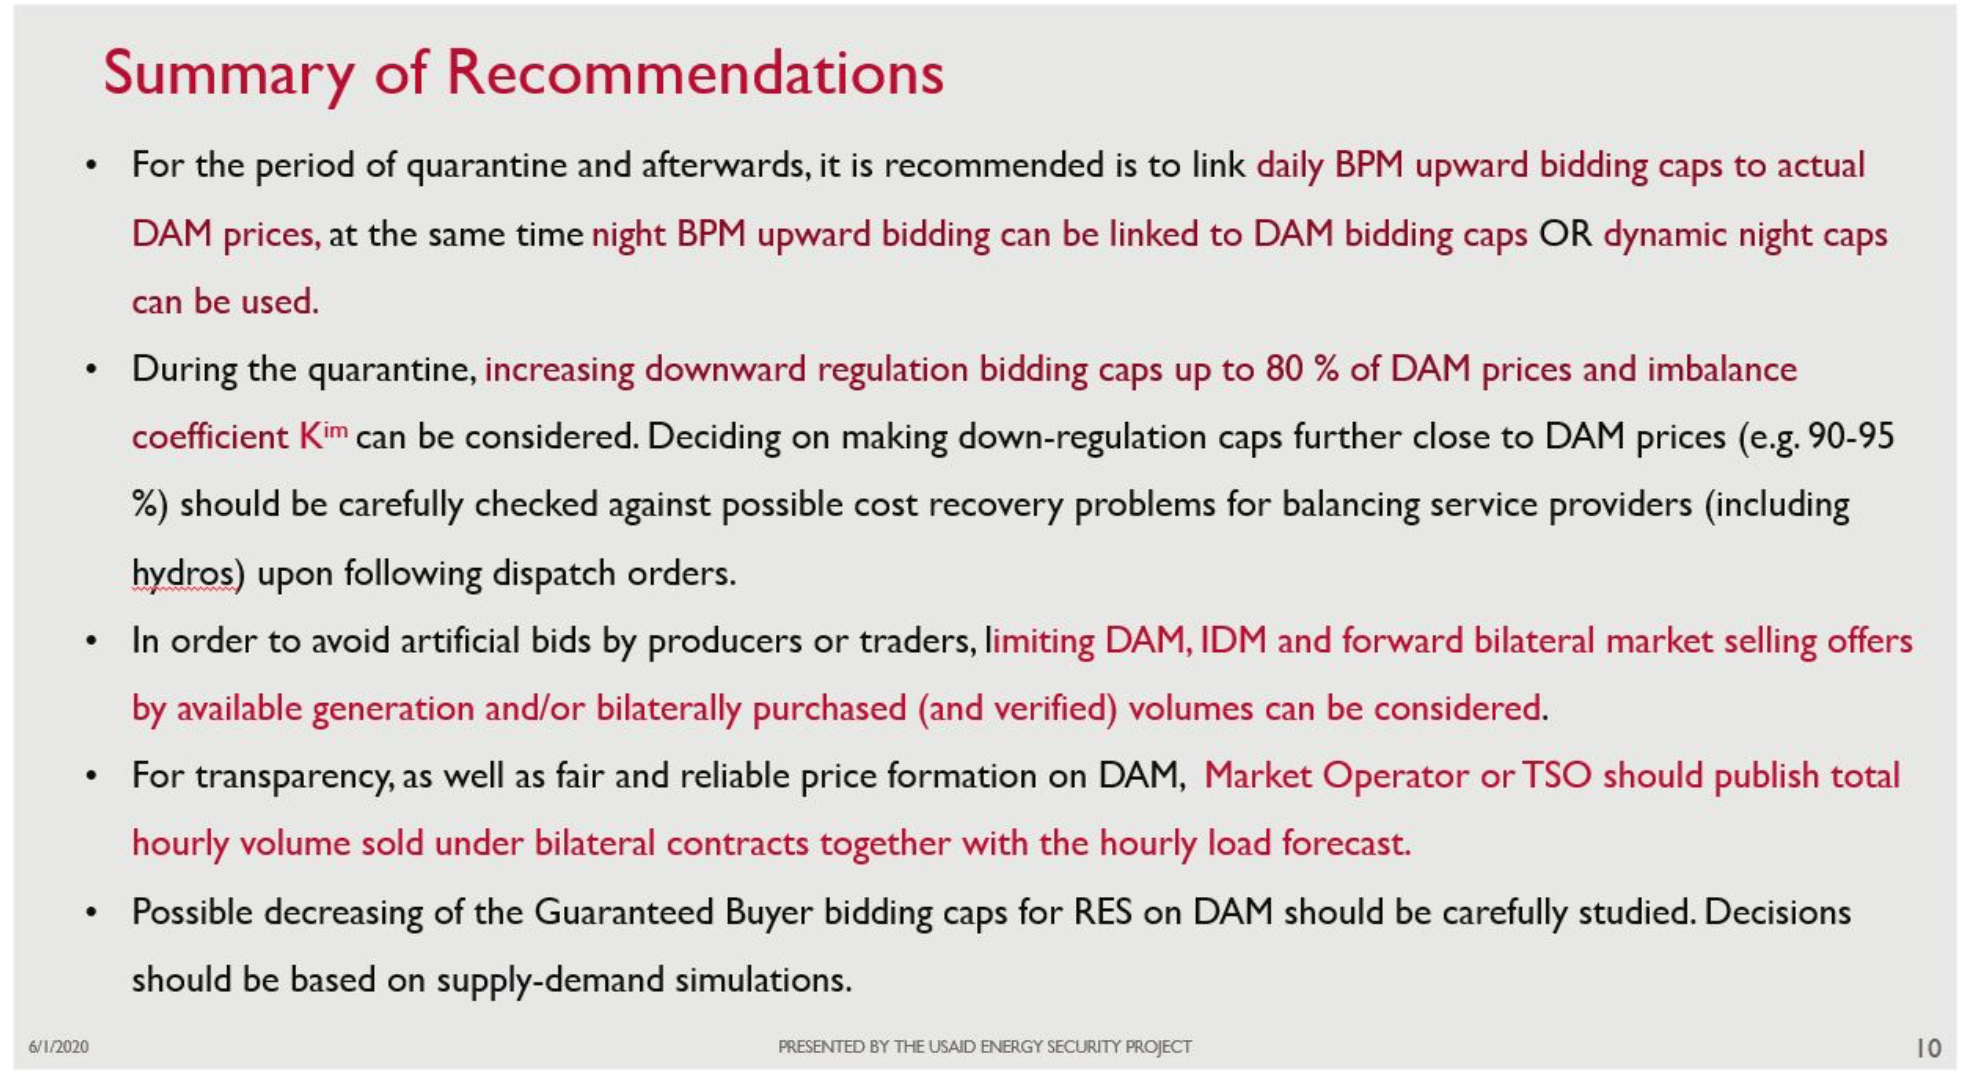 Summary of Recommendations
• For the period of quarantine and afterwards, it is recommended is to link daily BPM upward bidding caps to actual
DAM prices, at the same time night BPM upward bidding can be linked to DAM bidding caps OR dynamic night caps
can be used.
• During the quarantine, increasing downward regulation bidding caps up to 80 % of DAM prices and imbalance
coefficient Kim can be considered. Deciding on making down-regulation caps further close to DAM prices (e.g. 90-95
%) should be carefully checked against possible cost recovery problems for balancing service providers (including
hydros) upon following dispatch orders.
• In order to avoid artificial bids by producers or traders, limiting DAM, IDM and forward bilateral market selling offers
by available generation and/or bilaterally purchased (and verified) volumes can be considered.
• For transparency, as well as fair and reliable price formation on DAM, Market Operator or TSO should publish total
hourly volume sold under bilateral contracts together with the hourly load forecast.
• Possible decreasing of the Guaranteed Buyer bidding caps for RES on DAM should be carefully studied. Decisions
should be based on supply-demand simulations.
6/1/2020 PRESENTED BY THE USAID ENERGY SECURITY PROJECT 10